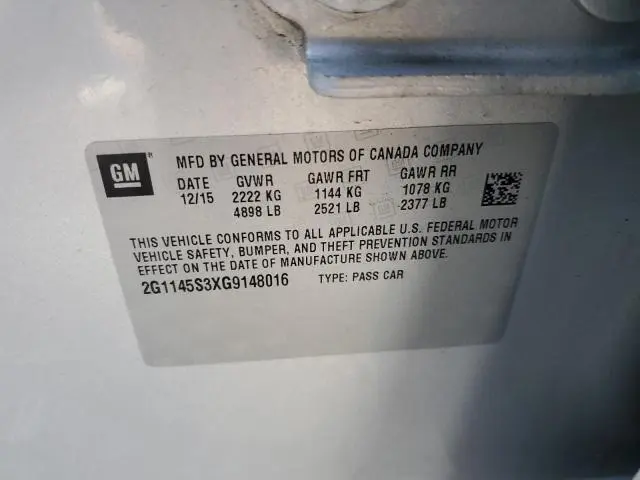 GM
MFD BY GENERAL MOTORS OF CANADA COMPANY
DATE GVWR GAWR FRT GAWR RR
12/15 2222 KG 1144 KG 1078 KG
4898 LB 2521 LB 2377 LB
THIS VEHICLE CONFORMS TO ALL APPLICABLE U.S. FEDERAL MOTOR
VEHICLE SAFETY, BUMPER, AND THEFT PREVENTION STANDARDS IN
EFFECT ON THE DATE OF MANUFACTURE SHOWN ABOVE.
2G1145S3XG9148016 TYPE: PASS CAR